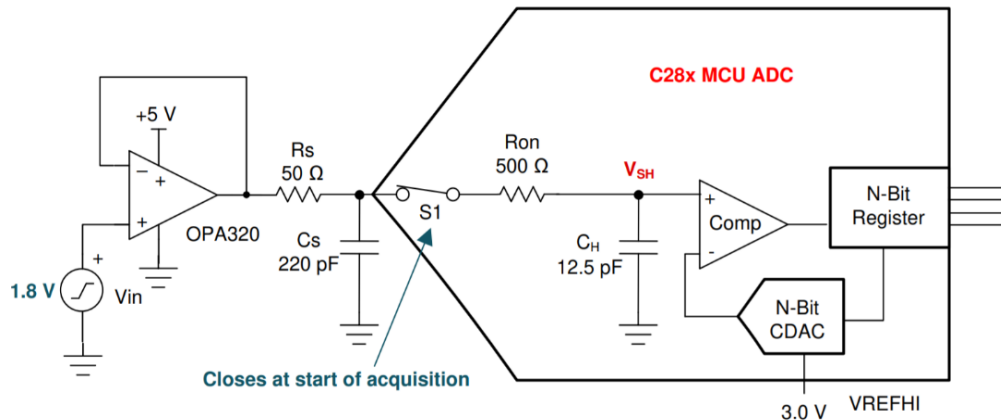 C28x MCU ADC
+5 V
Rs
50 Ω
Ron
500 Ω
VSH
−
+
+
OPA320
S1
+
Comp
-
N-Bit
Register
Cs
220 pF
CH
12.5 pF
+
1.8 V
Vin
N-Bit
CDAC
Closes at start of acquisition
3.0 V
VREFHI